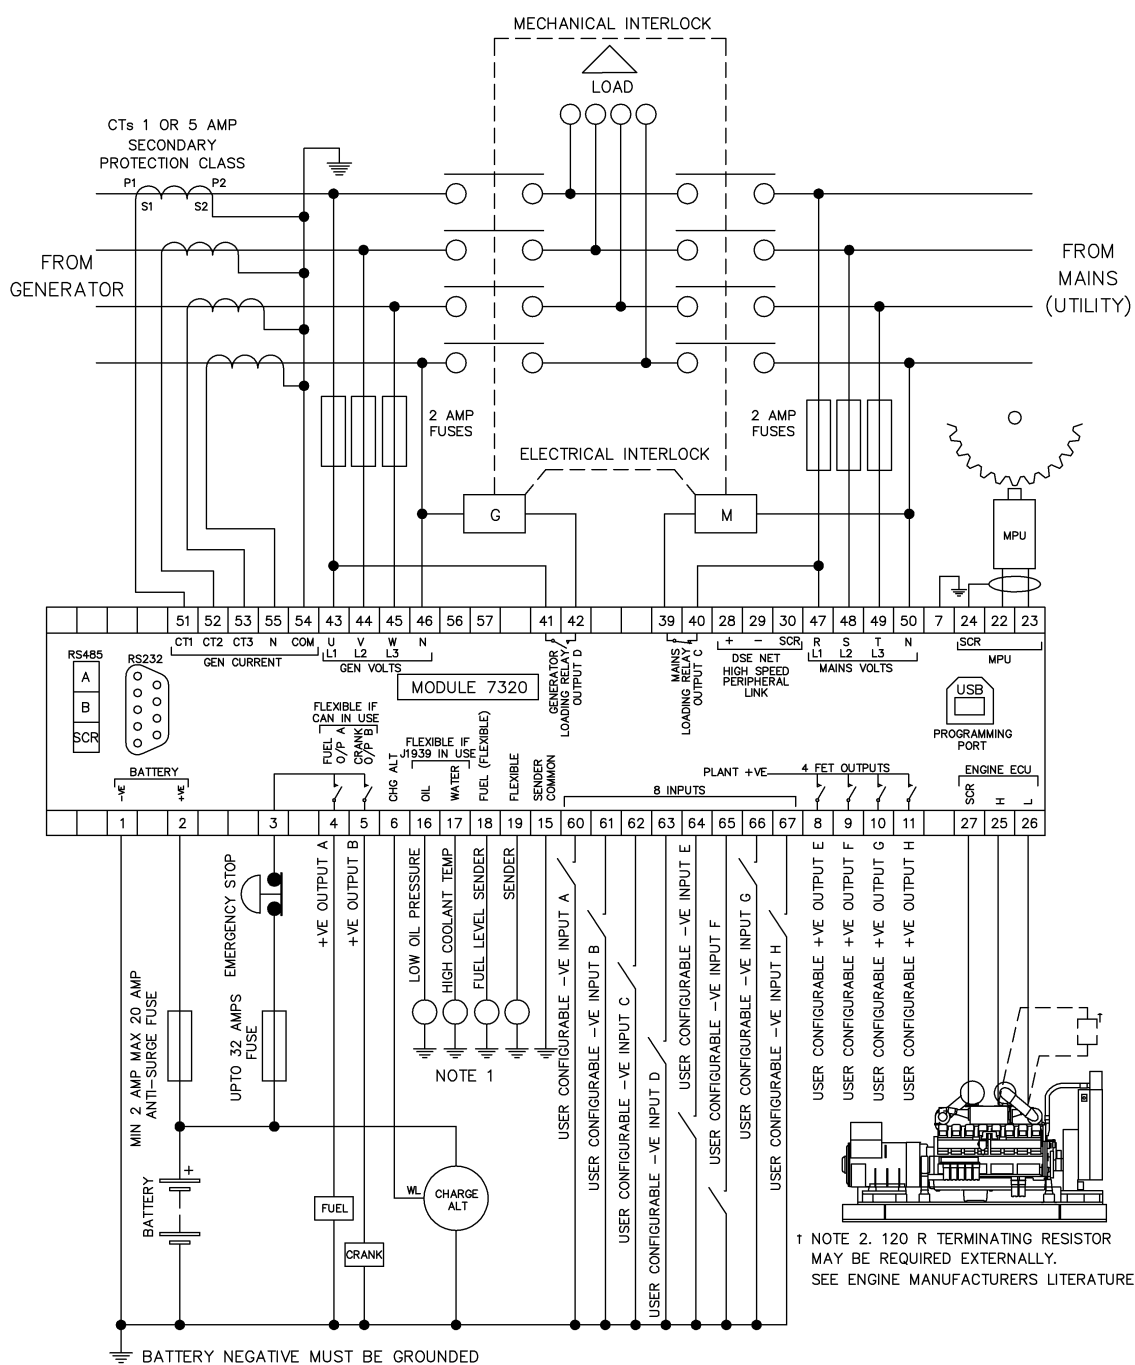 MECHANICAL INTERLOCK
LOAD
CTs 1 OR 5 AMP
SECONDARY
PROTECTION CLASS
P1
P2
S1
S2
FROM
GENERATOR
FROM
MAINS
(UTILITY)
2 AMP
FUSES
2 AMP
FUSES
ELECTRICAL INTERLOCK
G
M
MPU
51
52
53
55
54
43
44
45
46
56
57
41
42
39
40
28
29
30
47
48
49
50
7
24
22
23
CT1
CT2
CT3
N
COM
GEN CURRENT
U
V
W
N
L1
L2
L3
GEN VOLTS
GENERATOR
LOADING RELAY
OUTPUT D
MAINS
LOADING RELAY
OUTPUT C
+
−
SCR
DSE NET
HIGH SPEED
PERIPHERAL
LINK
R
S
T
N
L1
L2
L3
MAINS VOLTS
SCR
MPU
RS485
A
B
SCR
RS232
MODULE 7320
USB
PROGRAMMING
PORT
FLEXIBLE IF
CAN IN USE
FUEL
O/P A
CRANK
O/P B
FLEXIBLE IF
J1939 IN USE
CHG ALT
OIL
WATER
FUEL (FLEXIBLE)
FLEXIBLE
SENDER
COMMON
BATTERY
−VE
+VE
8 INPUTS
PLANT +VE
4 FET OUTPUTS
ENGINE ECU
SCR
H
L
1
2
3
4
5
6
16
17
18
19
15
60
61
62
63
64
65
66
67
8
9
10
11
27
25
26
EMERGENCY STOP
+VE OUTPUT A
+VE OUTPUT B
LOW OIL PRESSURE
HIGH COOLANT TEMP
FUEL LEVEL SENDER
SENDER
USER CONFIGURABLE −VE INPUT A
USER CONFIGURABLE −VE INPUT B
USER CONFIGURABLE −VE INPUT C
USER CONFIGURABLE −VE INPUT D
USER CONFIGURABLE −VE INPUT E
USER CONFIGURABLE −VE INPUT F
USER CONFIGURABLE −VE INPUT G
USER CONFIGURABLE −VE INPUT H
USER CONFIGURABLE +VE OUTPUT E
USER CONFIGURABLE +VE OUTPUT F
USER CONFIGURABLE +VE OUTPUT G
USER CONFIGURABLE +VE OUTPUT H
MIN 2 AMP MAX 20 AMP
ANTI−SURGE FUSE
UPTO 32 AMPS
FUSE
NOTE 1
BATTERY
+
WL
CHARGE
ALT
FUEL
CRANK
†
† NOTE 2. 120 R TERMINATING RESISTOR
MAY BE REQUIRED EXTERNALLY.
SEE ENGINE MANUFACTURERS LITERATURE
BATTERY NEGATIVE MUST BE GROUNDED